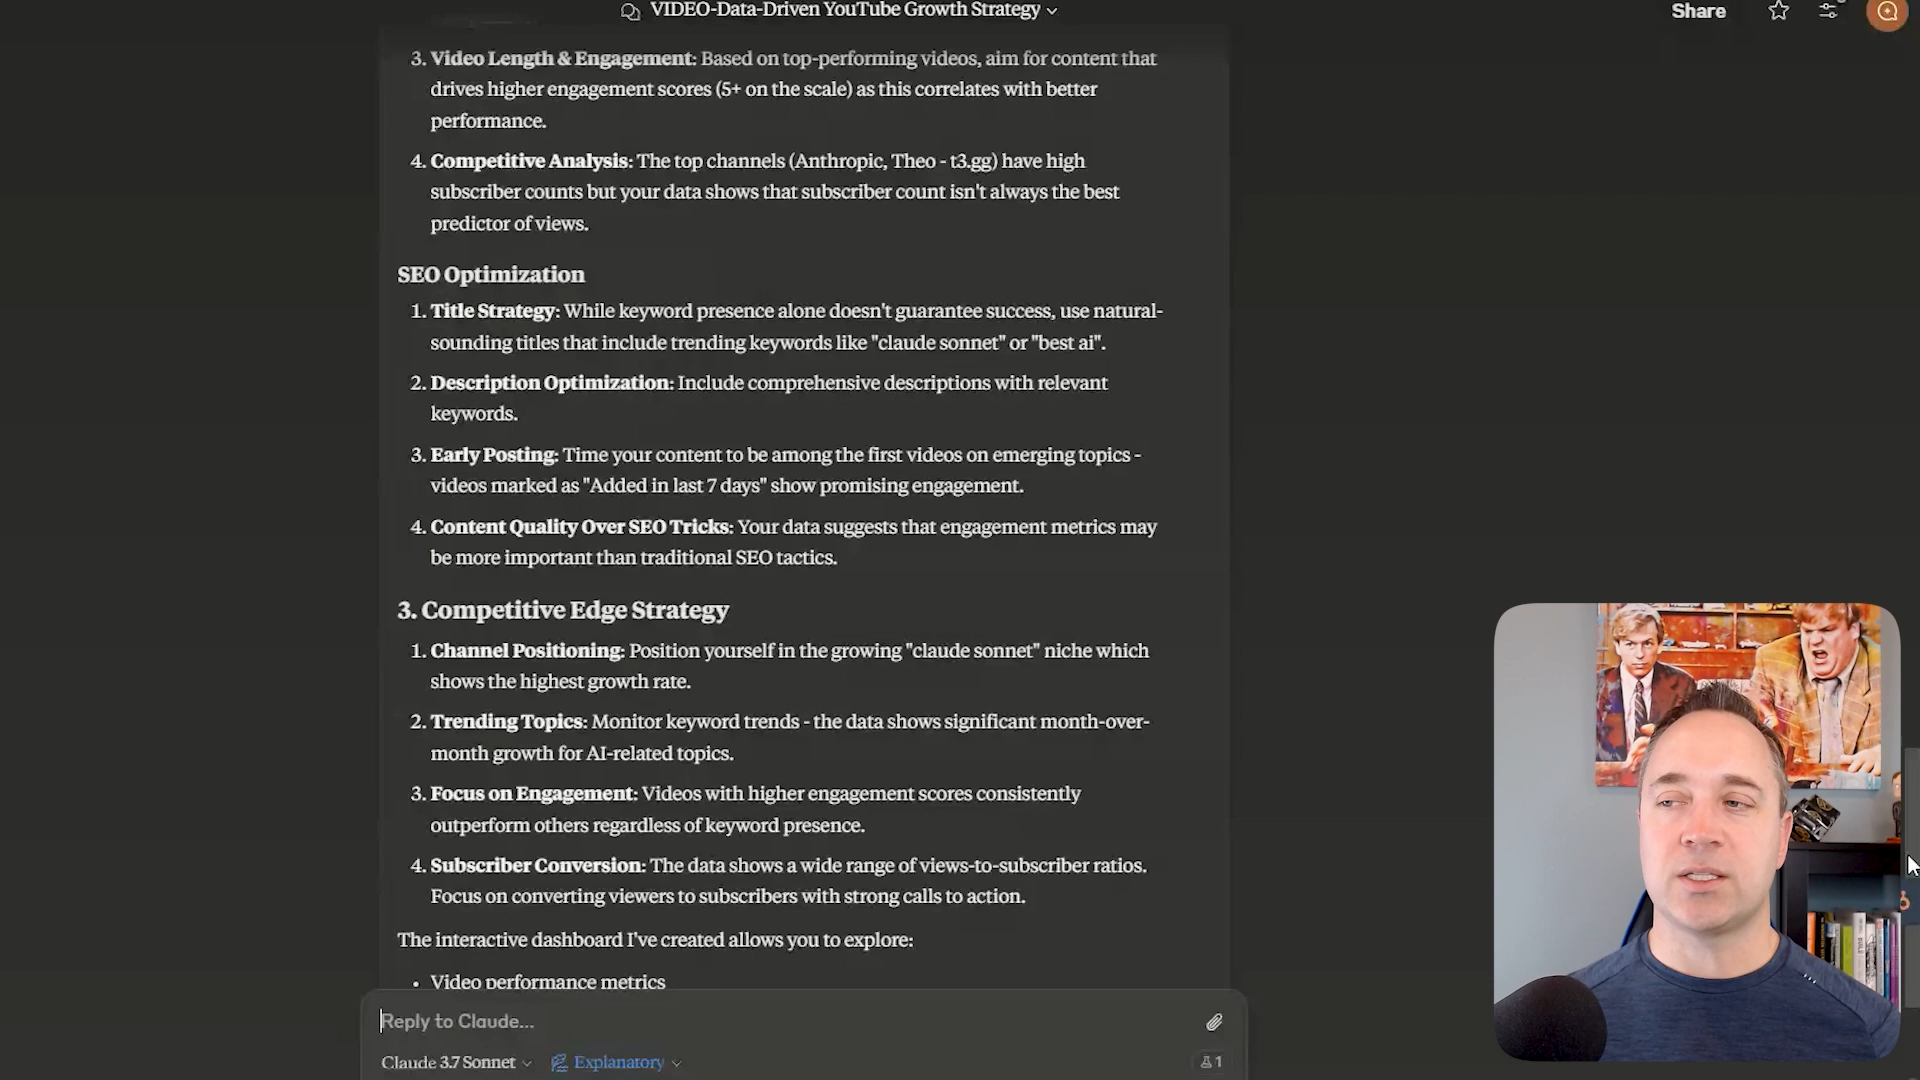 VIDEO-Data-Driven YouTube Growth Strategy
Share
3. Video Length & Engagement: Based on top-performing videos, aim for content that
drives higher engagement scores (5+ on the scale) as this correlates with better
performance.
4. Competitive Analysis: The top channels (Anthropic, Theo - t3.gg) have high
subscriber counts but your data shows that subscriber count isn't always the best
predictor of views.
SEO Optimization
1. Title Strategy: While keyword presence alone doesn't guarantee success, use natural-
sounding titles that include trending keywords like "claude sonnet" or "best ai".
2. Description Optimization: Include comprehensive descriptions with relevant
keywords.
3. Early Posting: Time your content to be among the first videos on emerging topics -
videos marked as "Added in last 7 days" show promising engagement.
4. Content Quality Over SEO Tricks: Your data suggests that engagement metrics may
be more important than traditional SEO tactics.
3. Competitive Edge Strategy
1. Channel Positioning: Position yourself in the growing "claude sonnet" niche which
shows the highest growth rate.
2. Trending Topics: Monitor keyword trends - the data shows significant month-over-
month growth for AI-related topics.
3. Focus on Engagement: Videos with higher engagement scores consistently
outperform others regardless of keyword presence.
4. Subscriber Conversion: The data shows a wide range of views-to-subscriber ratios.
Focus on converting viewers to subscribers with strong calls to action.
The interactive dashboard I've created allows you to explore:
• Video performance metrics
Reply to Claude...
Claude 3.7 Sonnet
Explanatory
1